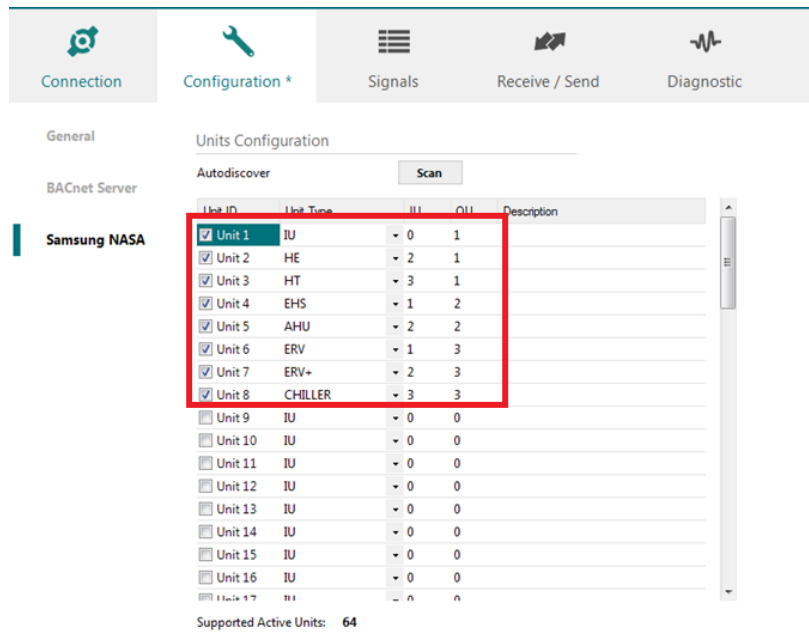 Connection Configuration * Signals Receive / Send Diagnostic
General
Units Configuration
Autodiscover Scan
BACnet Server
Unit ID Unit Type IU OU Description
Samsung NASA
Unit 1 IU 0 1
Unit 2 HE 2 1
Unit 3 HT 3 1
Unit 4 EHS 1 2
Unit 5 AHU 2 2
Unit 6 ERV 1 3
Unit 7 ERV+ 2 3
Unit 8 CHILLER 3 3
Unit 9 IU 0 0
Unit 10 IU 0 0
Unit 11 IU 0 0
Unit 12 IU 0 0
Unit 13 IU 0 0
Unit 14 IU 0 0
Unit 15 IU 0 0
Unit 16 IU 0 0
Unit 17 IU 0 0
Supported Active Units: 64